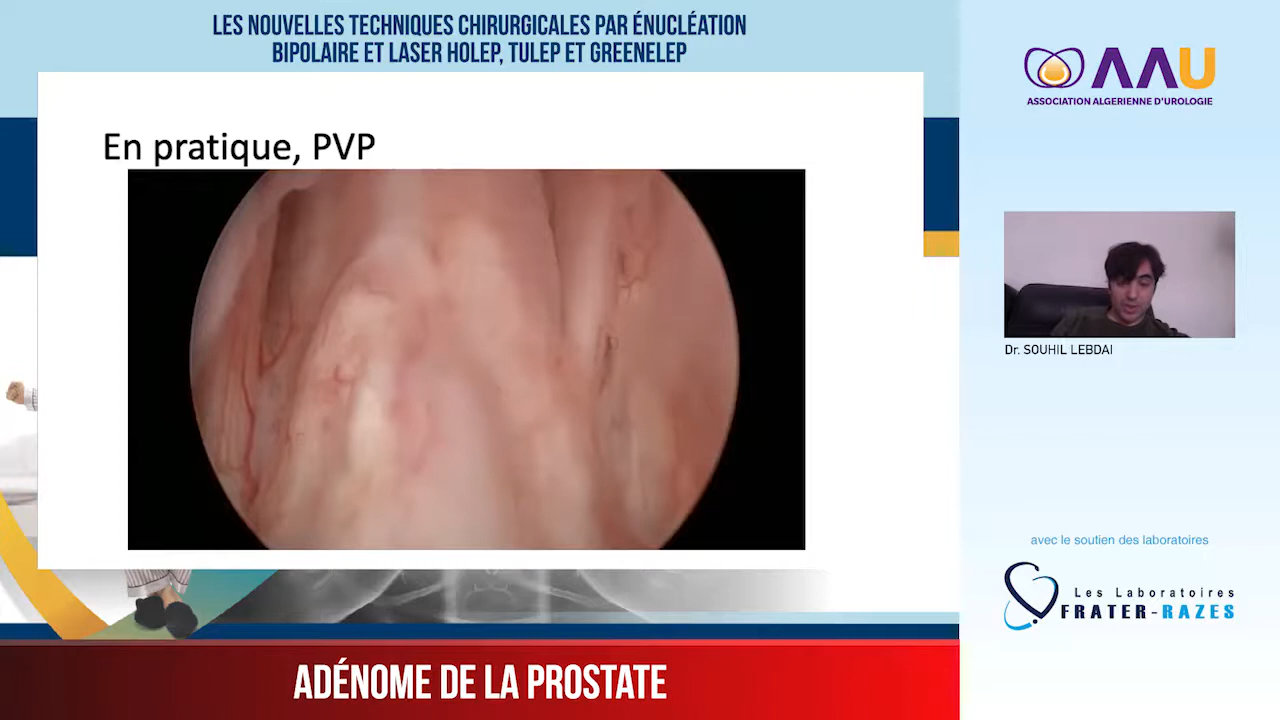 LES NOUVELLES TECHNIQUES CHIRURGICALES PAR ÉNUCLÉATION
BIPOLAIRE ET LASER HOLEP, TULEP ET GREENELEP
En pratique, PVP
ADÉNOME DE LA PROSTATE
AAU
ASSOCIATION ALGERIENNE D'UROLOGIE
Dr. SOUHIL LEBDAI
avec le soutien des laboratoires
Les Laboratoires
FRATER-RAZES